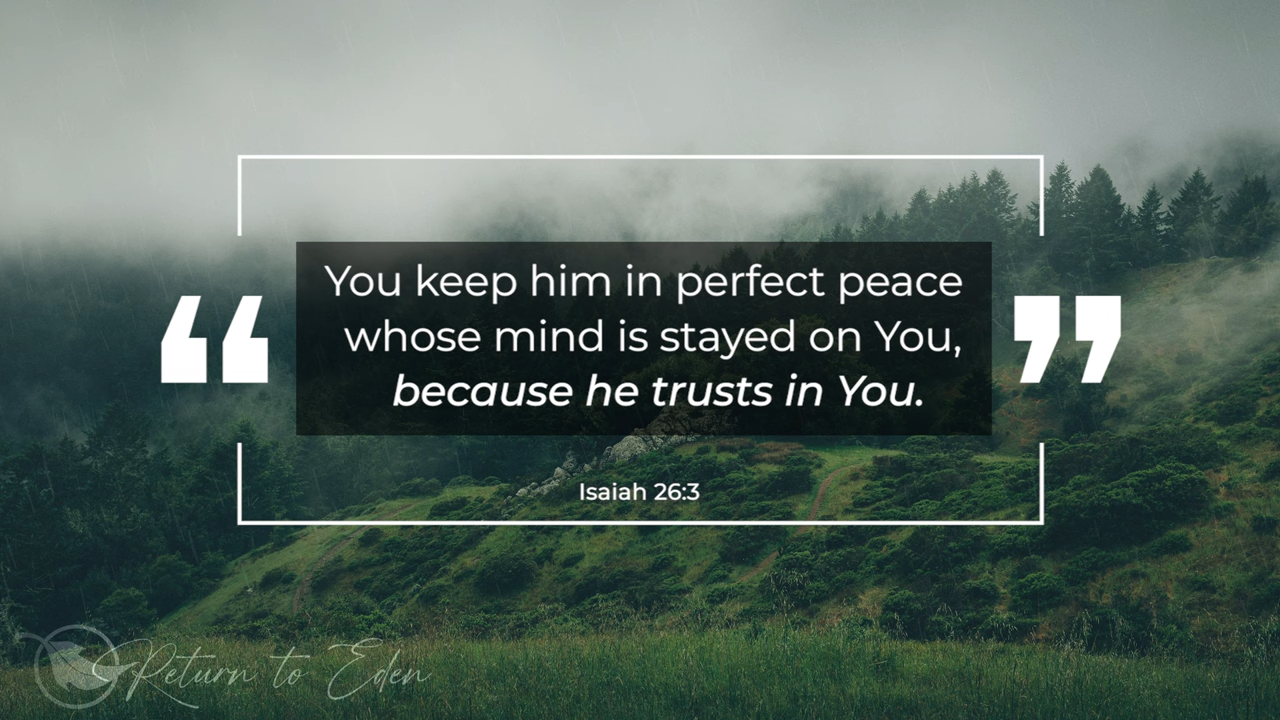 You keep him in perfect peace
whose mind is stayed on You,
because he trusts in You.
Isaiah 26:3
Return to Eden